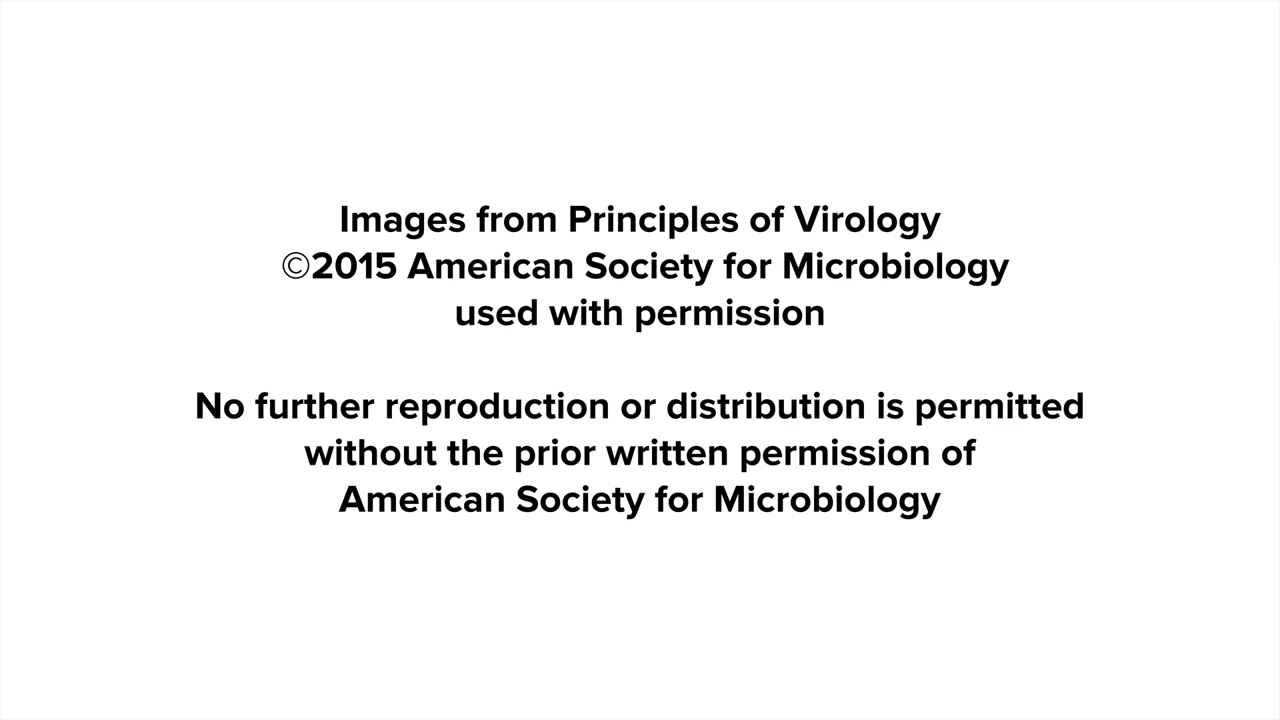 Images from Principles of Virology
©2015 American Society for Microbiology
used with permission
No further reproduction or distribution is permitted
without the prior written permission of
American Society for Microbiology